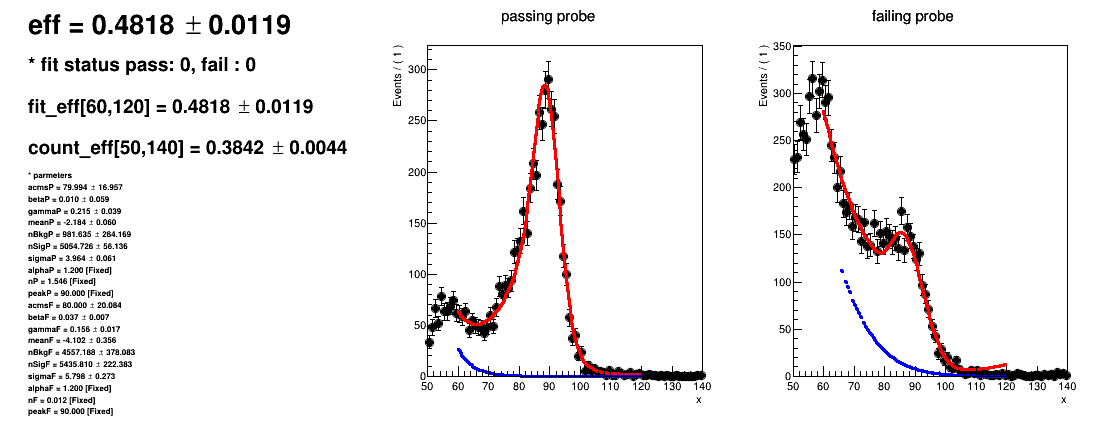 eff = 0.4818 ± 0.0119
* fit status pass: 0, fail : 0
fit_eff[60,120] = 0.4818 ± 0.0119
count_eff[50,140] = 0.3842 ± 0.0044
* parmeters
acmsP = 79.994 ± 16.957
betaP = 0.010 ± 0.059
gammaP = 0.215 ± 0.039
meanP = -2.184 ± 0.060
nBkgP = 981.635 ± 284.169
nSigP = 5054.726 ± 56.136
sigmaP = 3.964 ± 0.061
alphaP = 1.200 [Fixed]
nP = 1.546 [Fixed]
peakP = 90.000 [Fixed]
acmsF = 80.000 ± 20.084
betaF = 0.037 ± 0.007
gammaF = 0.156 ± 0.017
meanF = -4.102 ± 0.356
nBkgF = 4557.188 ± 378.083
nSigF = 5435.810 ± 222.383
sigmaF = 5.798 ± 0.273
alphaF = 1.200 [Fixed]
nF = 0.012 [Fixed]
peakF = 90.000 [Fixed]
passing probe
Events / ( 1 )
300
250
200
150
100
50
0
50 60 70 80 90 100 110 120 130 140
x
failing probe
Events / ( 1 )
350
300
250
200
150
100
50
0
50 60 70 80 90 100 110 120 130 140
x